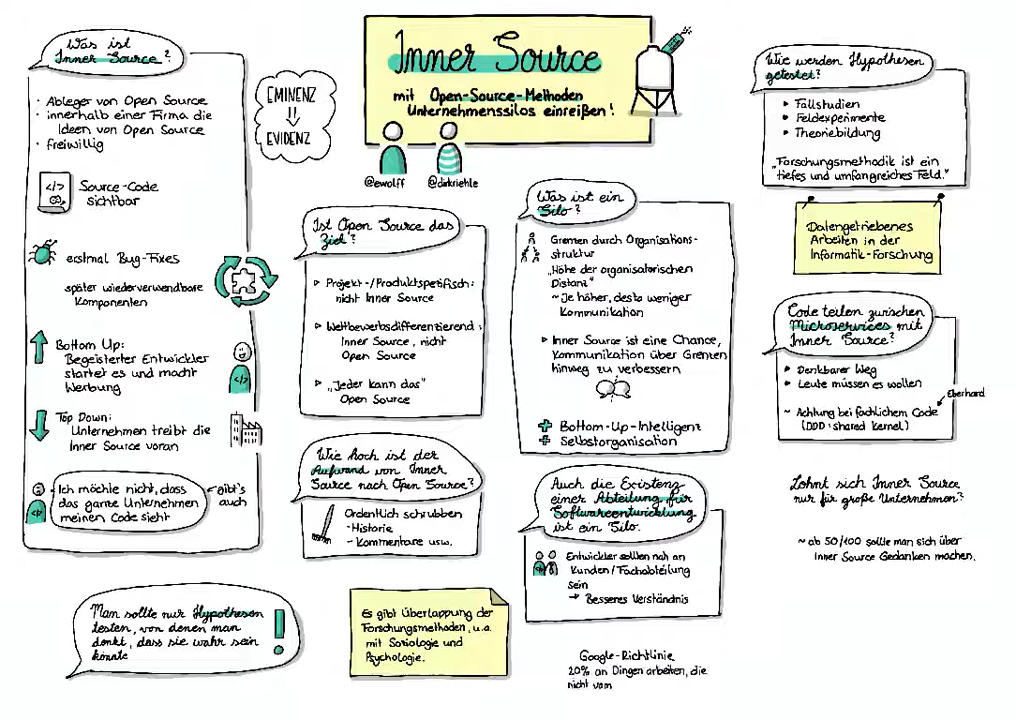 Inner Source
mit Open-Source-Methoden
Unternehmenssilos einreißen!
@ewolff
@dirkriehle
EMINENZ
EVIDENZ
Was ist
Inner Source?
· Ableger von Open Source
· innerhalb einer Firma die
Ideen von Open Source
· freiwillig
</>
Source-Code
sichtbar
erstmal Bug-Fixes
später wiederverwendbare
Komponenten
Bottom Up:
Begeisterter Entwickler
startet es und macht
Werbung
</>
Top Down:
Unternehmen treibt die
Inner Source voran
Ich möchte nicht, dass
das ganze Unternehmen
meinen Code sieht
gibt's
auch
</>
Man sollte nur Hypothesen
testen, von denen man
denkt, dass sie wahr sein
könnte
!
Ist Open Source das
Ziel?
▹ Projekt-/Produktspezifisch:
nicht Inner Source
▹ Wettbewerbsdifferenzierend:
Inner Source, nicht
Open Source
▹ „Jeder kann das"
Open Source
Wie hoch ist der
Aufwand von Inner
Source nach Open Source?
Ordentlich schrubben
- Historie
- Kommentare usw.
Es gibt Überlappung der
Forschungsmethoden, u.a.
mit Soziologie und
Psychologie.
Was ist ein
Silo?
Grenzen durch Organisations-
struktur
„Höhe der organisatorischen
Distanz"
~ Je höher, desto weniger
Kommunikation
▹ Inner Source ist eine Chance,
Kommunikation über Grenzen
hinweg zu verbessern
+ Bottom-Up-Intelligenz
+ Selbstorganisation
Auch die Existenz
einer Abteilung für
Softwareentwicklung
ist ein Silo.
Entwickler sollten nah an
Kunden/Fachabteilung
sein
→ Besseres Verständnis
Google-Richtlinie
20% an Dingen arbeiten, die
nicht vom
Wie werden Hypothesen
getestet?
▸ Fallstudien
▸ Feldexperimente
▸ Theoriebildung
„Forschungsmethodik ist ein
tiefes und umfangreiches Feld."
Datengetriebenes
Arbeiten in der
Informatik-Forschung
Code teilen zwischen
Microservices mit
Inner Source?
▸ Denkbarer Weg
▸ Leute müssen es wollen
Eberhard
~ Achtung bei fachlichem Code
(DDD: shared Kernel)
Lohnt sich Inner Source
nur für große Unternehmen?
~ ab 50/100 sollte man sich über
Inner Source Gedanken machen.